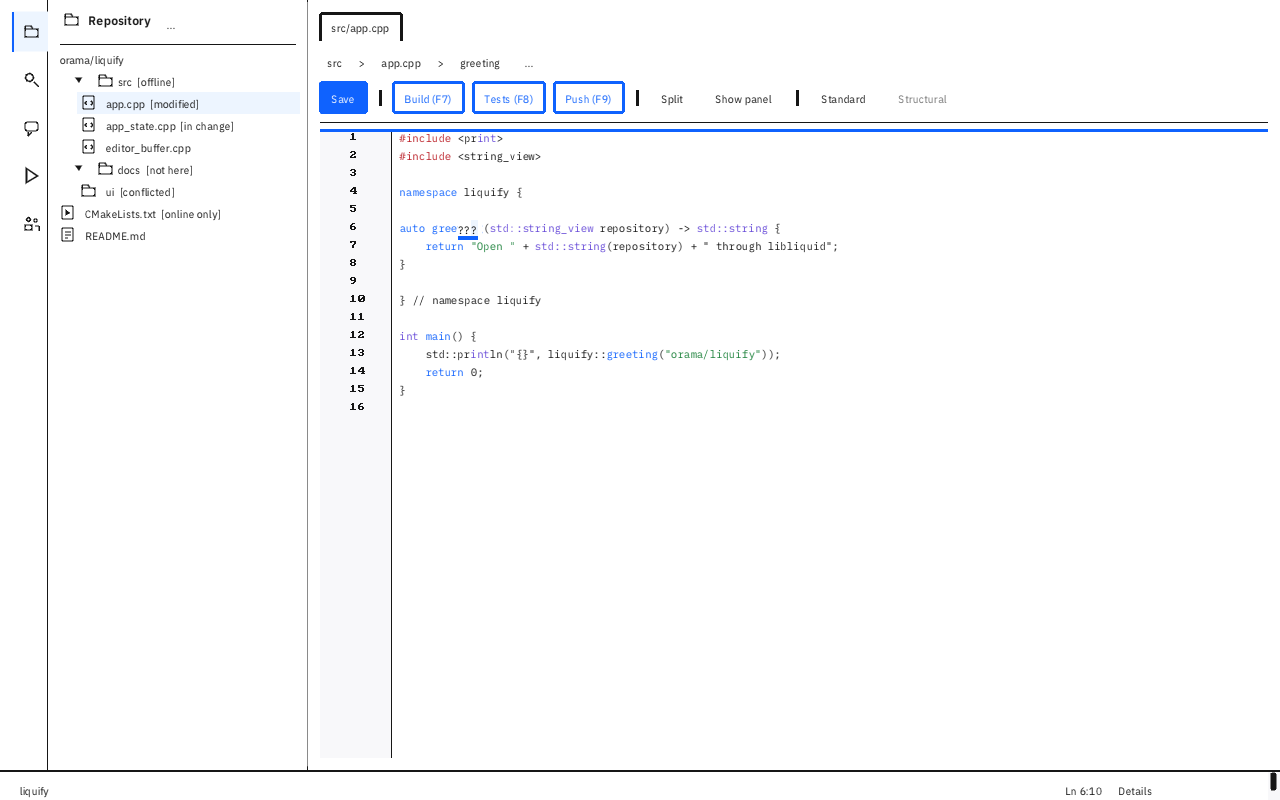 Repository ...
orama/liquify
src [offline]
app.cpp [modified]
app_state.cpp [in change]
editor_buffer.cpp
docs [not here]
ui [conflicted]
CMakeLists.txt [online only]
README.md
src/app.cpp
src > app.cpp > greeting ...
Save Build (F7) Tests (F8) Push (F9) Split Show panel Standard Structural
1 #include <print>
2 #include <string_view>
3
4 namespace liquify {
5
6 auto gree??? (std::string_view repository) -> std::string {
7 return "Open " + std::string(repository) + " through libliquid";
8 }
9
10 } // namespace liquify
11
12 int main() {
13 std::println("{}", liquify::greeting("orama/liquify"));
14 return 0;
15 }
16
liquify Ln 6:10 Details